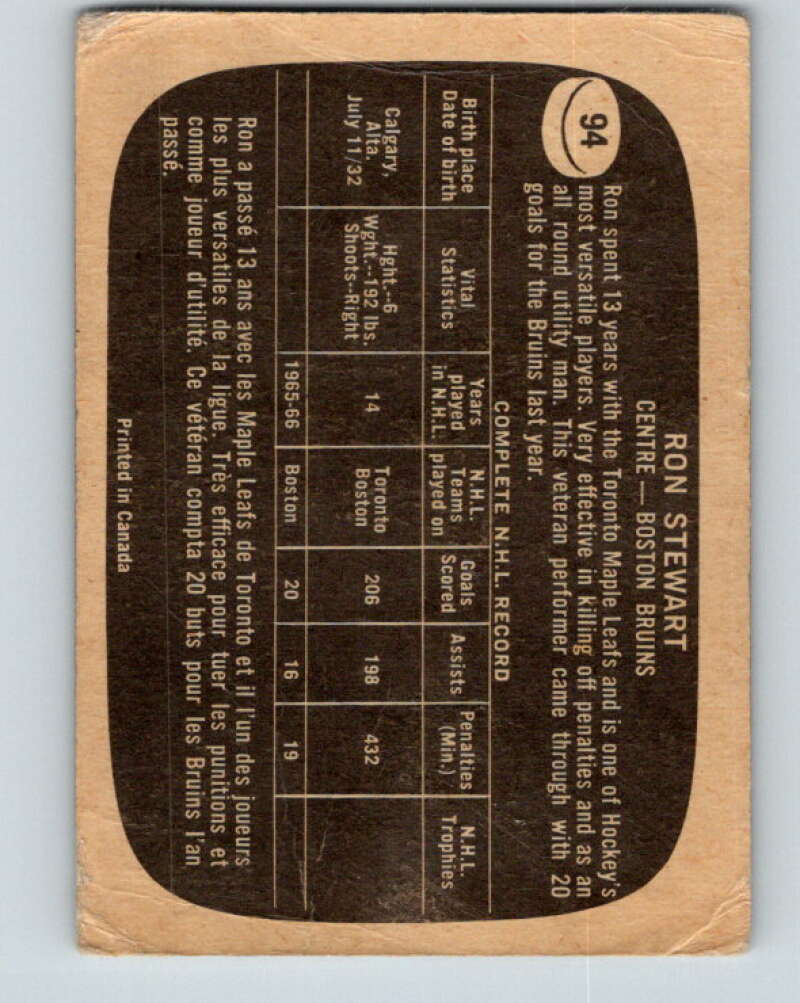 94
RON STEWART
CENTRE — BOSTON BRUINS
Ron spent 13 years with the Toronto Maple Leafs and is one of Hockey's
most versatile players. Very effective in killing off penalties and as an
all round utility man. This veteran performer came through with 20
goals for the Bruins last year.
COMPLETE N.H.L. RECORD
Birth place Vital Years N.H.L. Goals Assists Penalties N.H.L.
Date of birth Statistics played Teams Scored (Min.) Trophies
in N.H.L. played on
Calgary, Hght.--6 14 Toronto 206 198 432
Alta. Wght.--192 lbs. Boston
July 11/32 Shoots--Right
1965-66 Boston 20 16 19
Ron a passé 13 ans avec les Maple Leafs de Toronto et il l'un des joueurs
les plus versatiles de la ligue. Très efficace pour tuer les punitions et
comme joueur d'utilité. Ce vétéran compta 20 buts pour les Bruins l'an
passé.
Printed in Canada